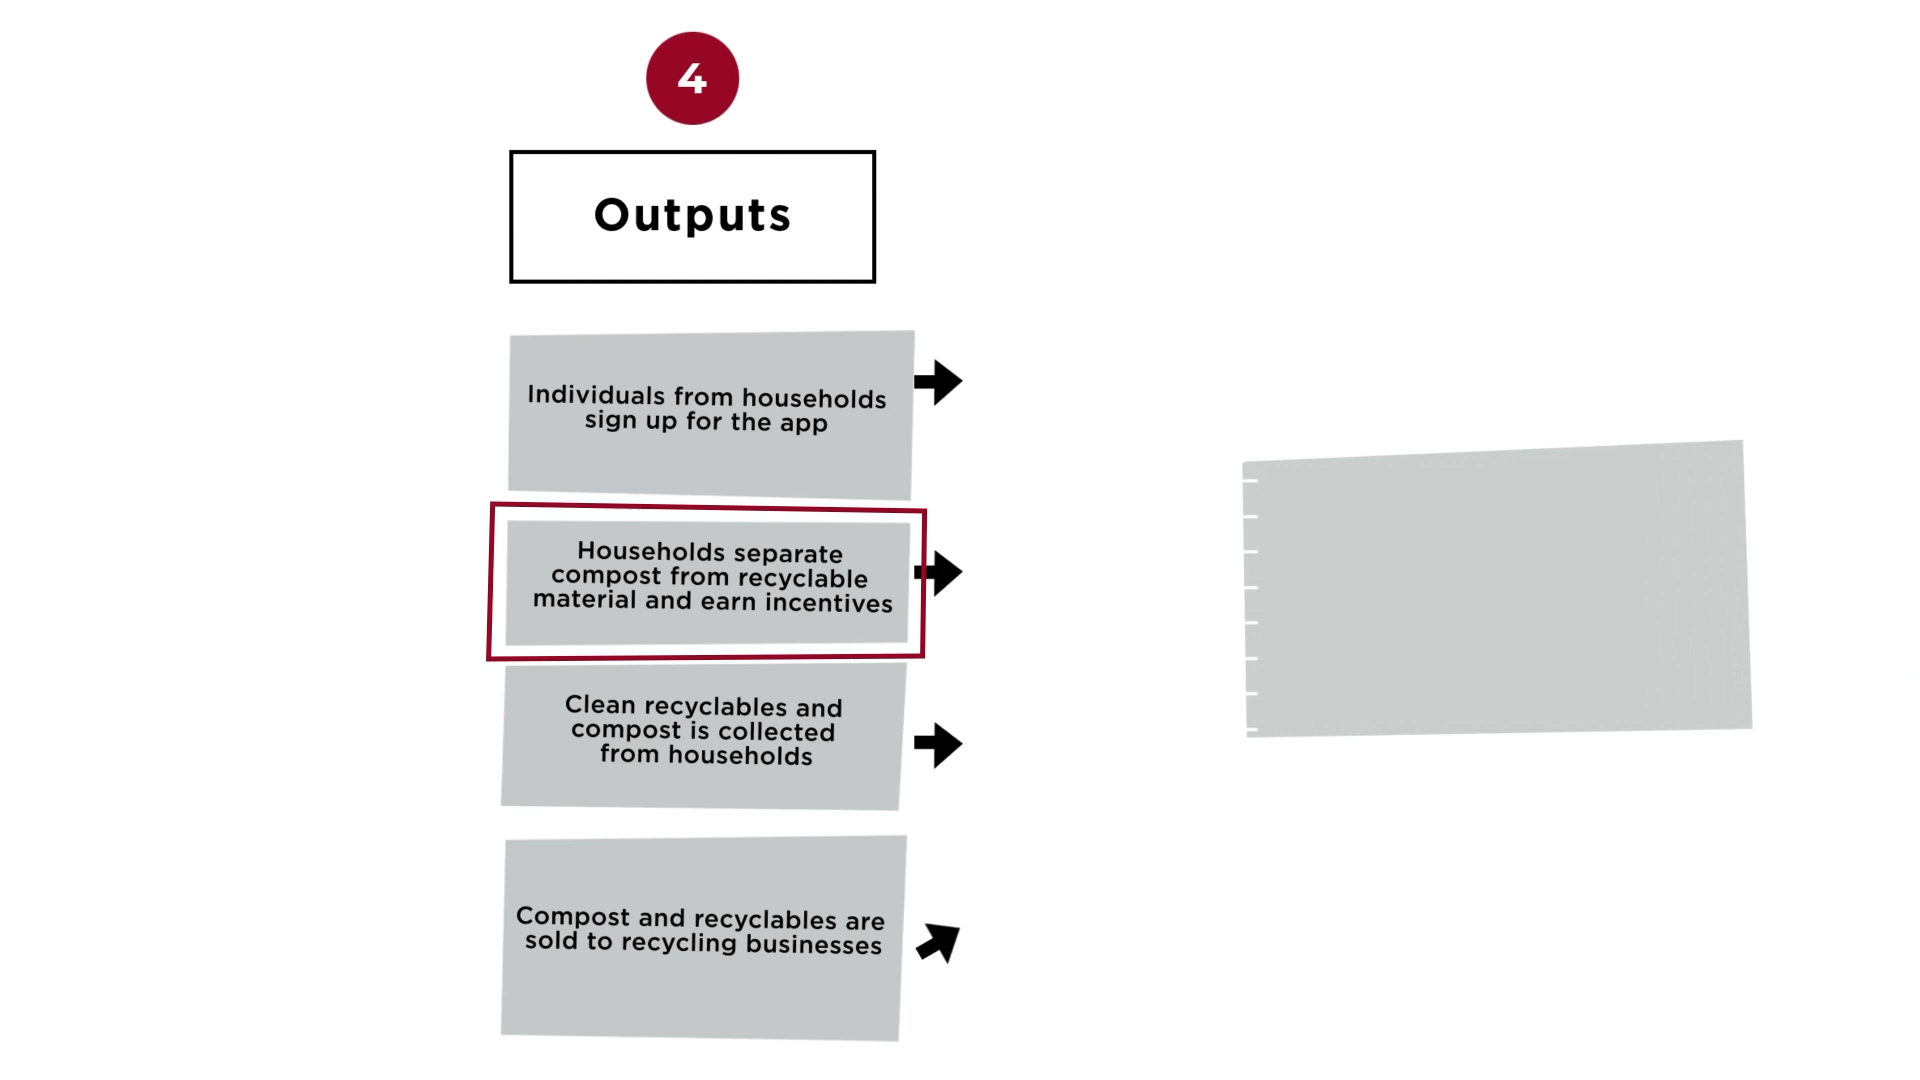 4
Outputs
Individuals from households
sign up for the app
Households separate
compost from recyclable
material and earn incentives
Clean recyclables and
compost is collected
from households
Compost and recyclables are
sold to recycling businesses